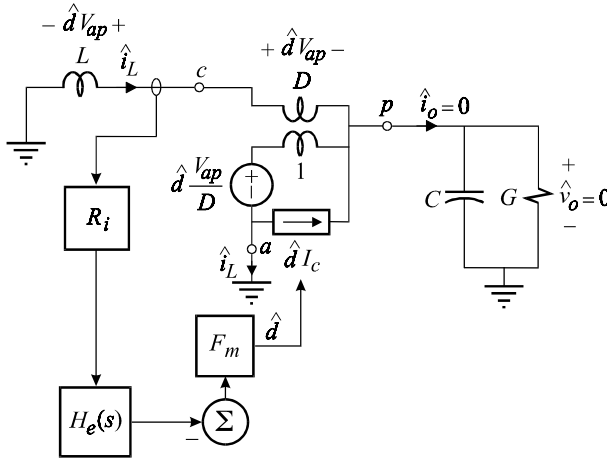 − d̂ V_ap +
L
î_L
c
+ d̂ V_ap −
D
p
î_o = 0
d̂ V_ap / D
+
−
1
C
G
+
v̂_o = 0
−
R_i
a
î_L
d̂ I_c
F_m
d̂
H_e(s)
−
Σ